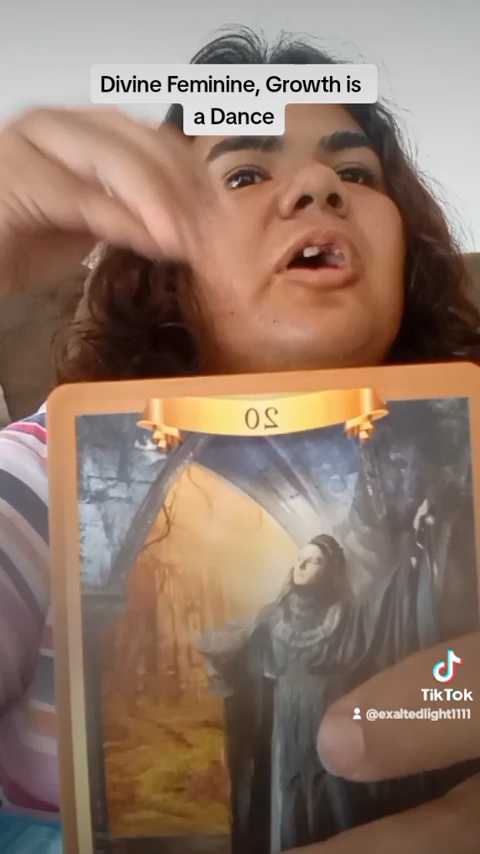 Divine Feminine, Growth is
a Dance
20
TikTok
@exaltedlight1111